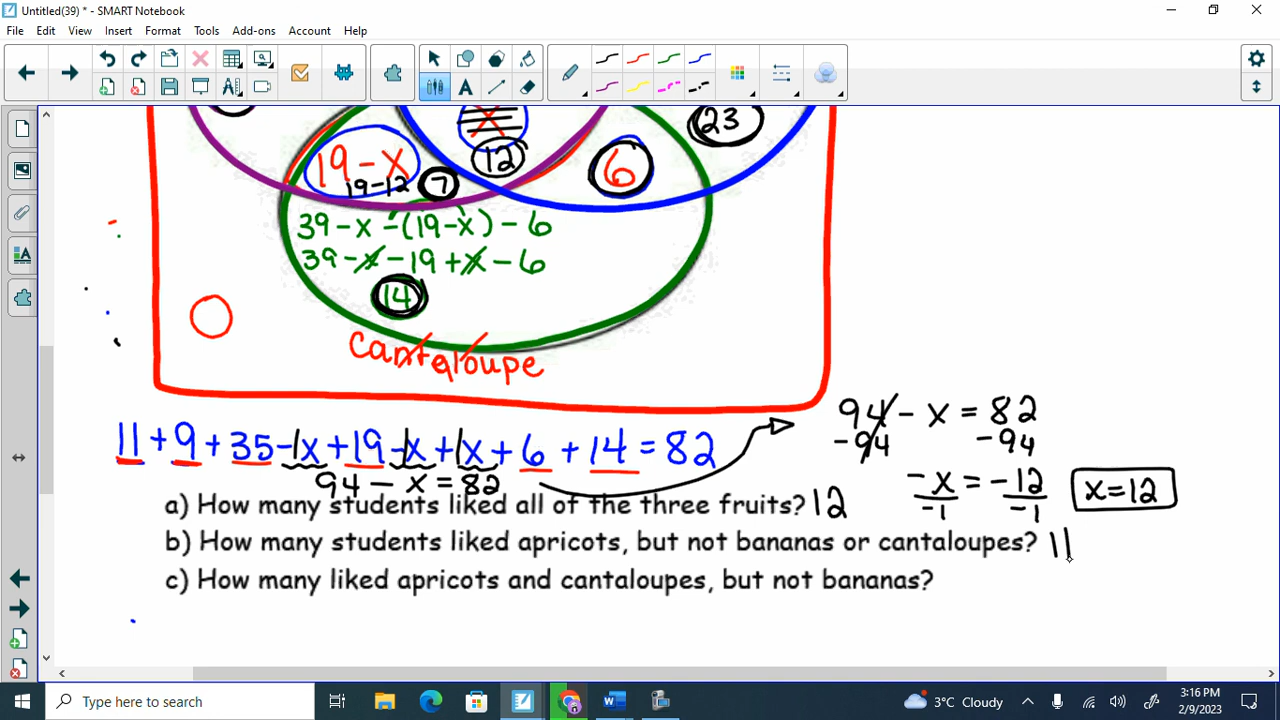 Untitled(39) * - SMART Notebook
File Edit View Insert Format Tools Add-ons Account Help
X
12
23
19-X
19-12
7
6
39-x-(19-x)-6
39-x-19+x-6
14
Cantaloupe
94-x=82
-94 -94
11+9+35-1x+19-1x+1x+6+14=82
94-x=82
-x=-12
-1 -1
x=12
a) How many students liked all of the three fruits? 12
b) How many students liked apricots, but not bananas or cantaloupes? 11
c) How many liked apricots and cantaloupes, but not bananas?
Type here to search
3°C Cloudy
3:16 PM
2/9/2023